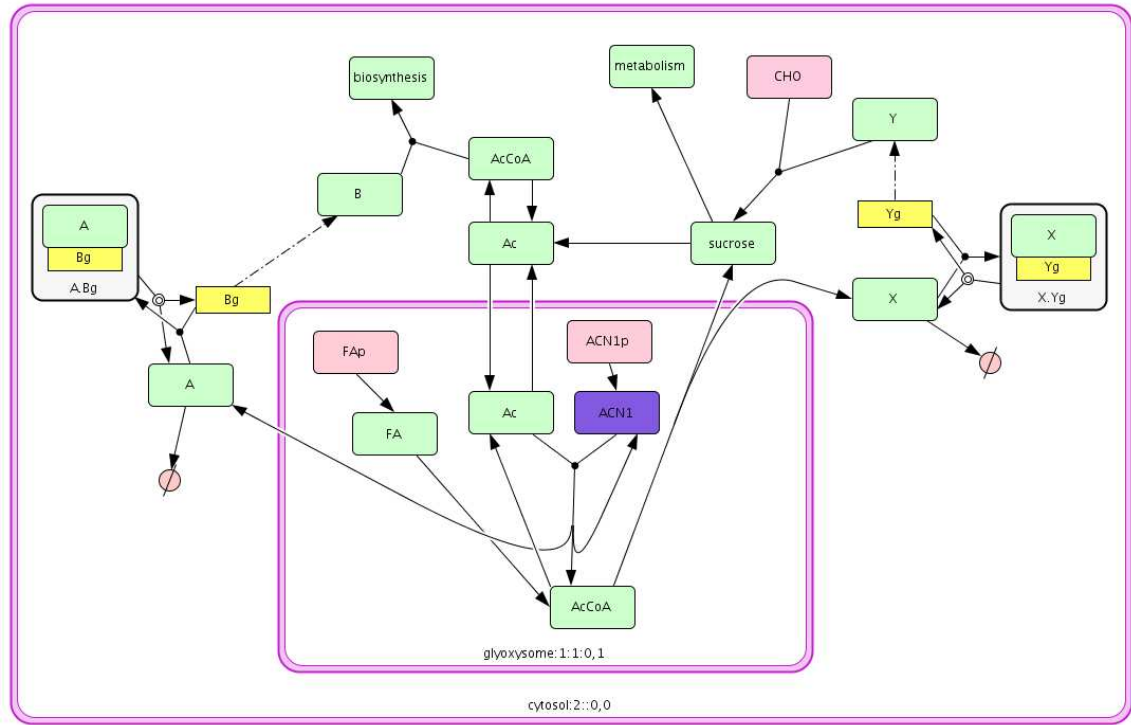 metabolism
biosynthesis
CHO
Y
AcCoA
B
A
Bg
A.Bg
Ac
sucrose
Yg
X
Yg
X.Yg
Bg
X
FAp
ACN1p
A
Ac
ACN1
FA
AcCoA
glyoxysome:1:1:0,1
cytosol:2::0,0